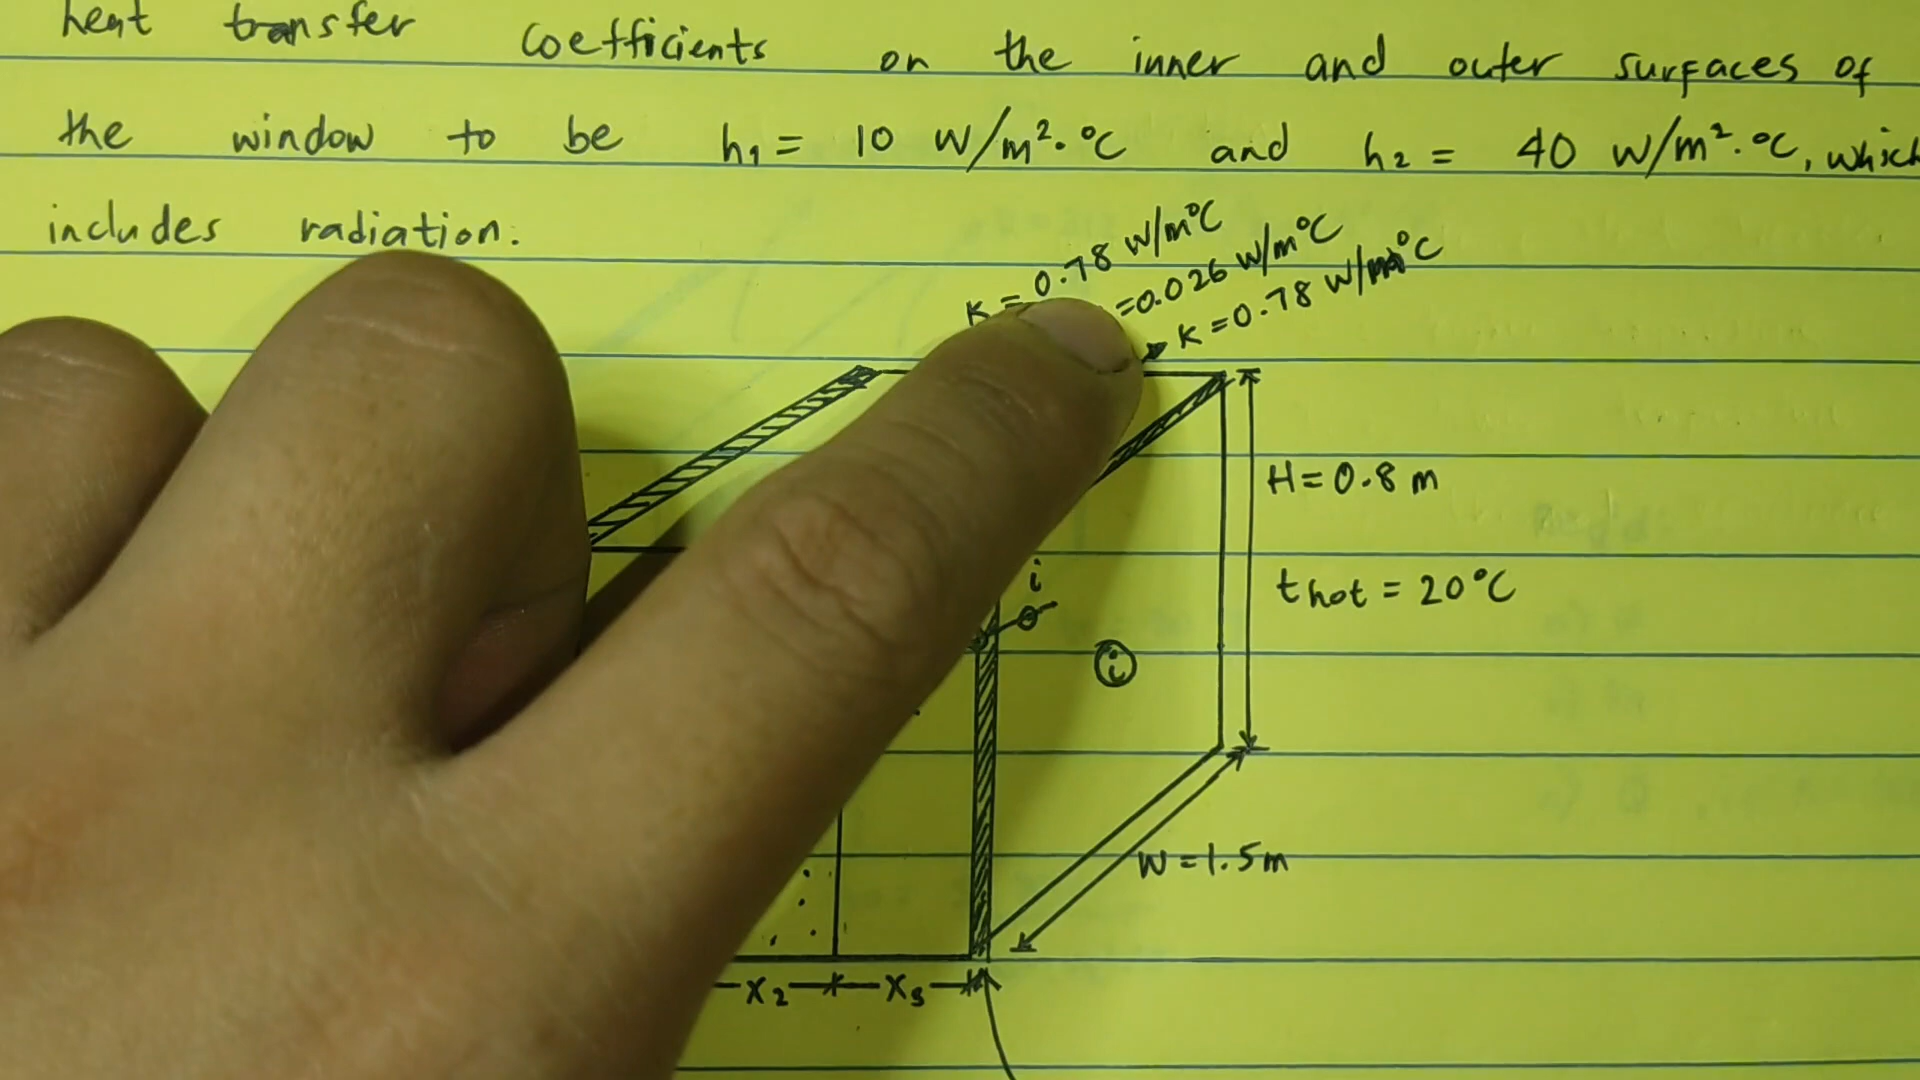 heat transfer coefficients on the inner and outer surfaces of
the window to be h₁ = 10 W/m²·°C and h₂ = 40 W/m²·°C, which
includes radiation.
K = 0.78 W/m°C
=0.026 W/m°C
K = 0.78 W/m°C
H = 0.8 m
t hot = 20°C
i
i
W = 1.5 m
X₂ X₃